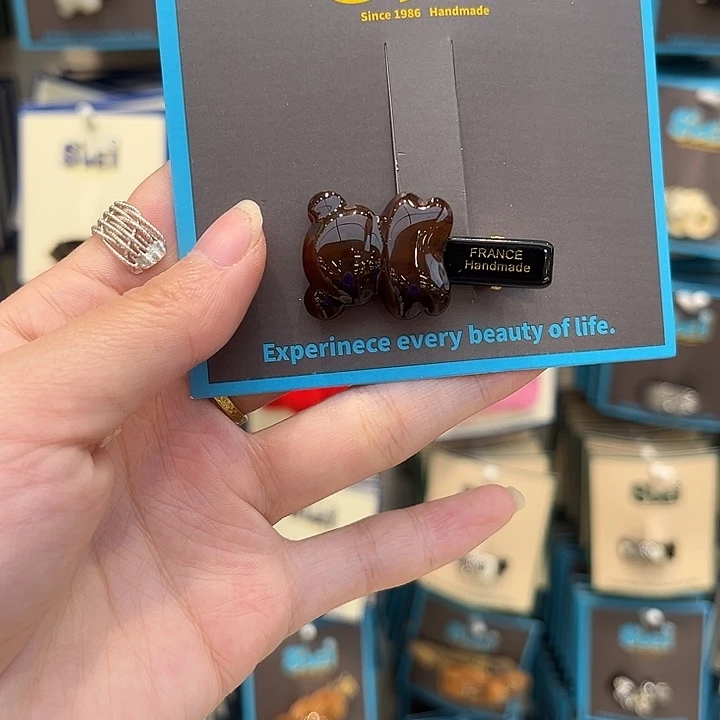 Since 1986 Handmade
FRANCE
Handmade
Experinece every beauty of life.